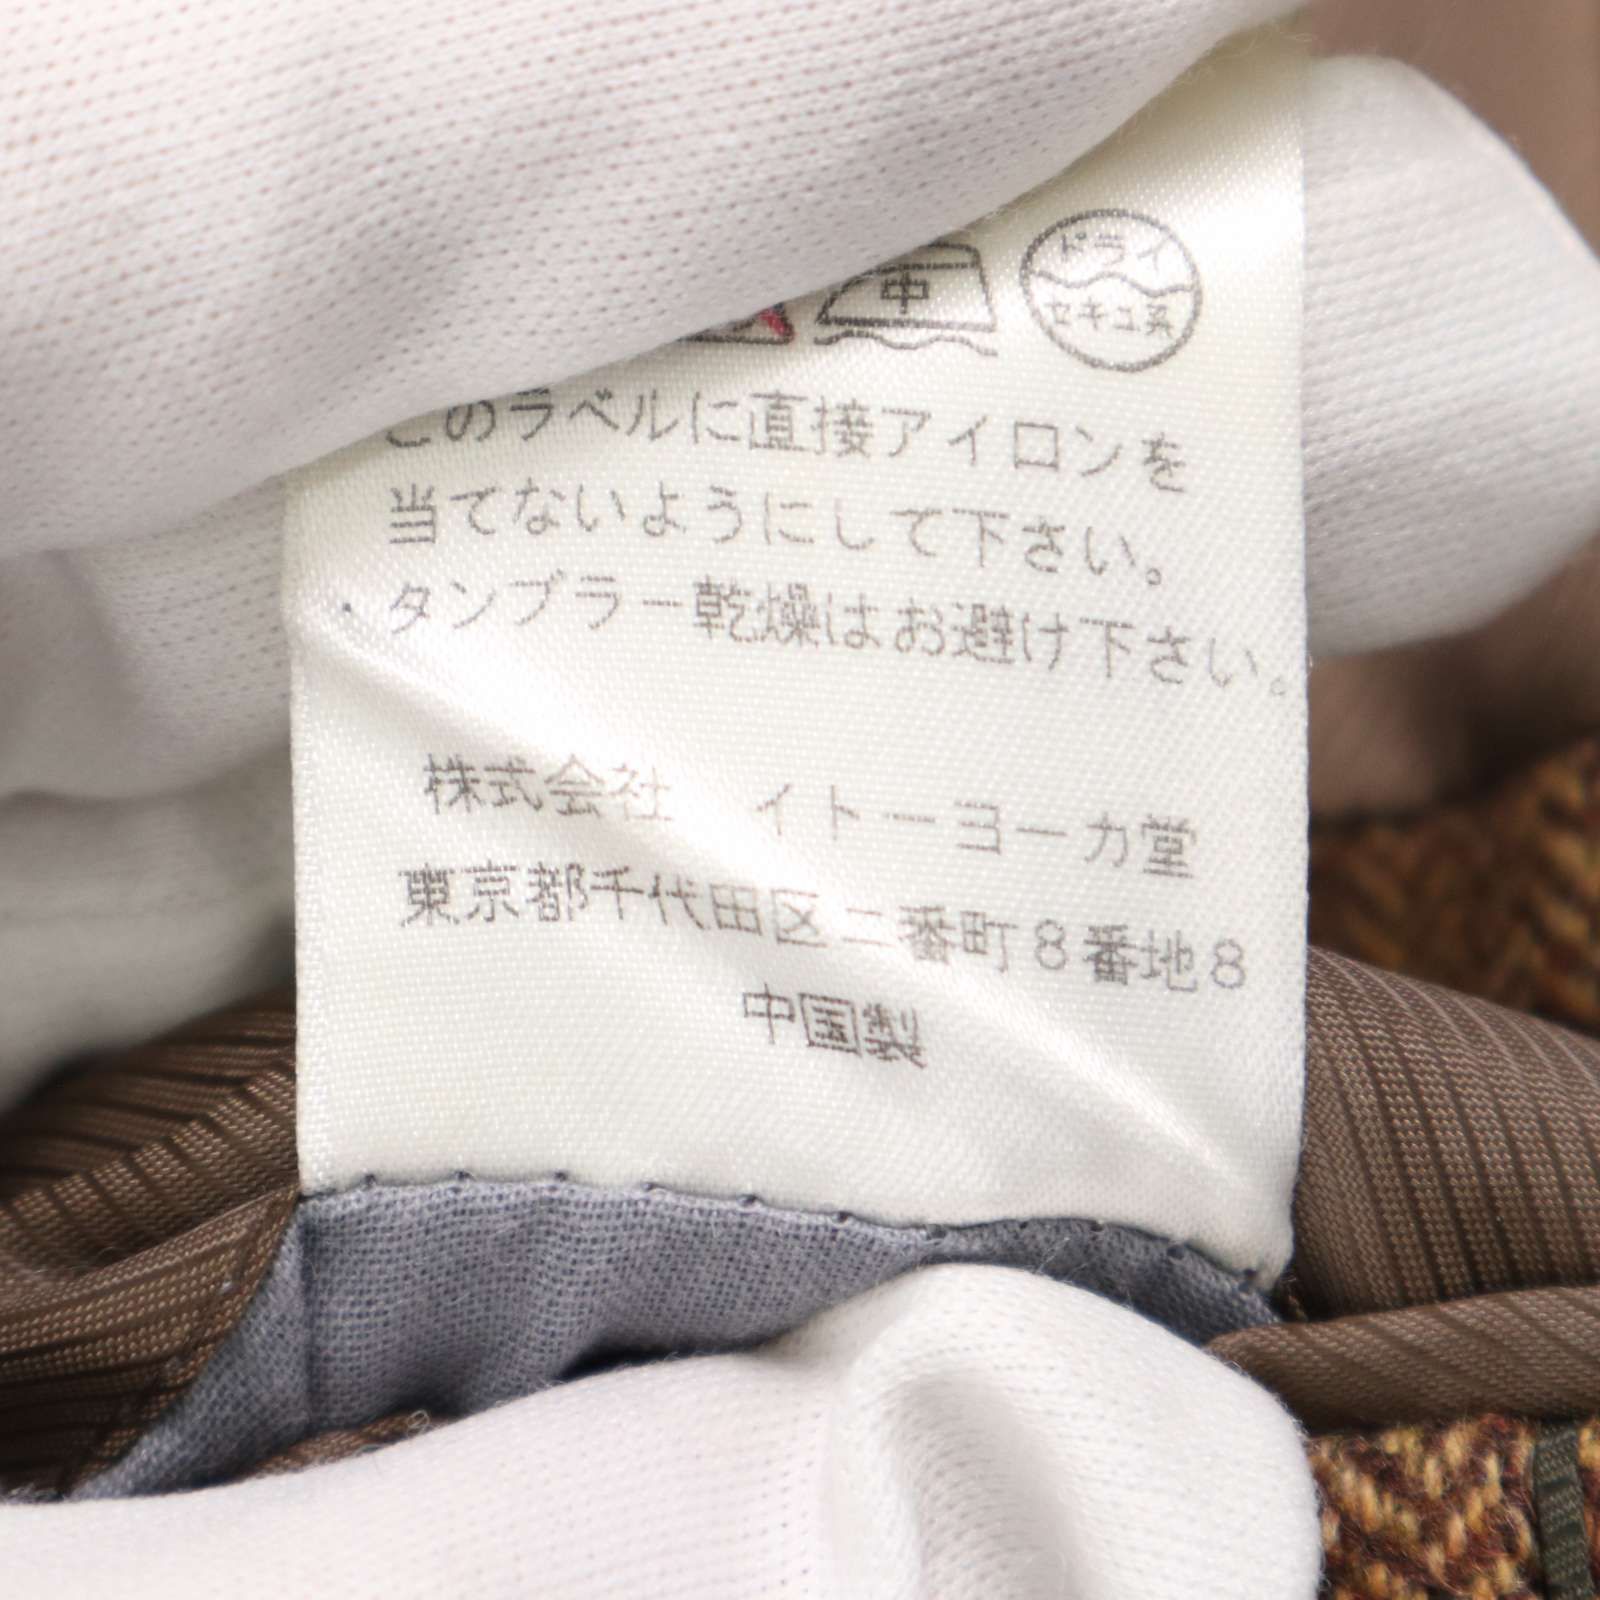 中
ドライ
セキユ系
このラベルに直接アイロンを
当てないようにして下さい。
・タンブラー乾燥はお避け下さい。
株式会社 イトーヨーカ堂
東京都千代田区二番町8番地8
中国製